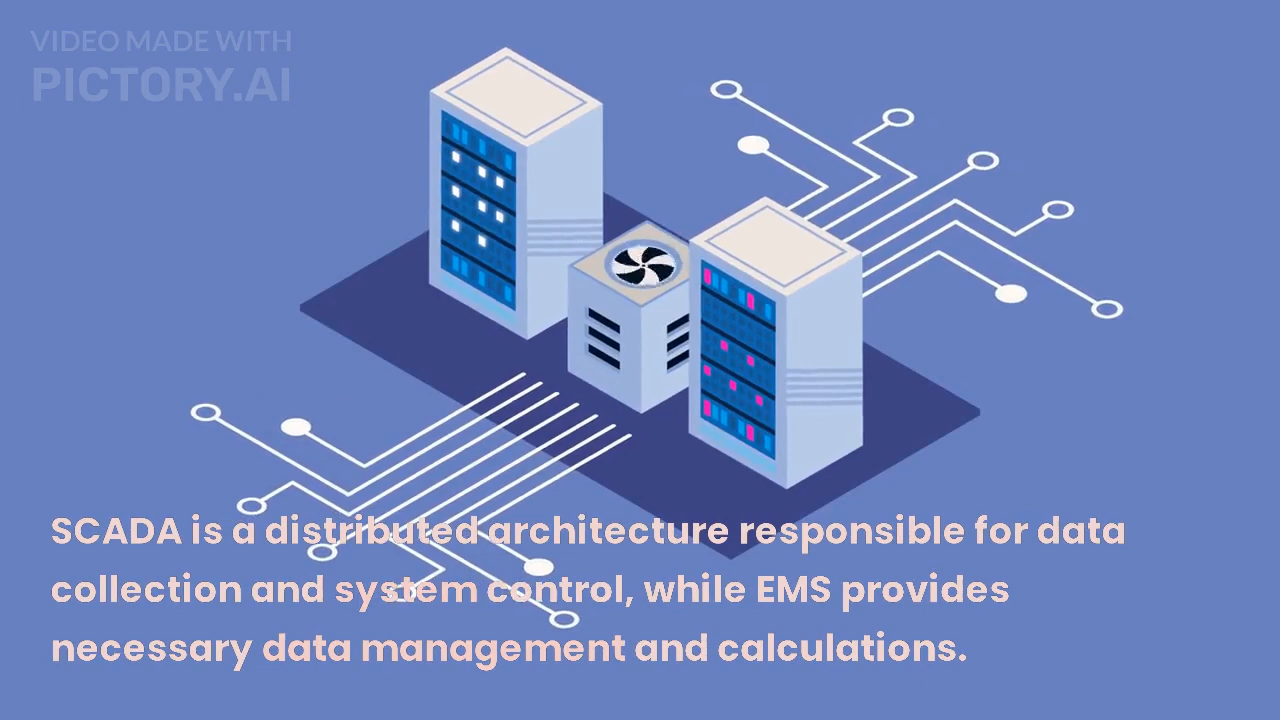 VIDEO MADE WITH
PICTORY.AI
SCADA is a distributed architecture responsible for data
collection and system control, while EMS provides
necessary data management and calculations.